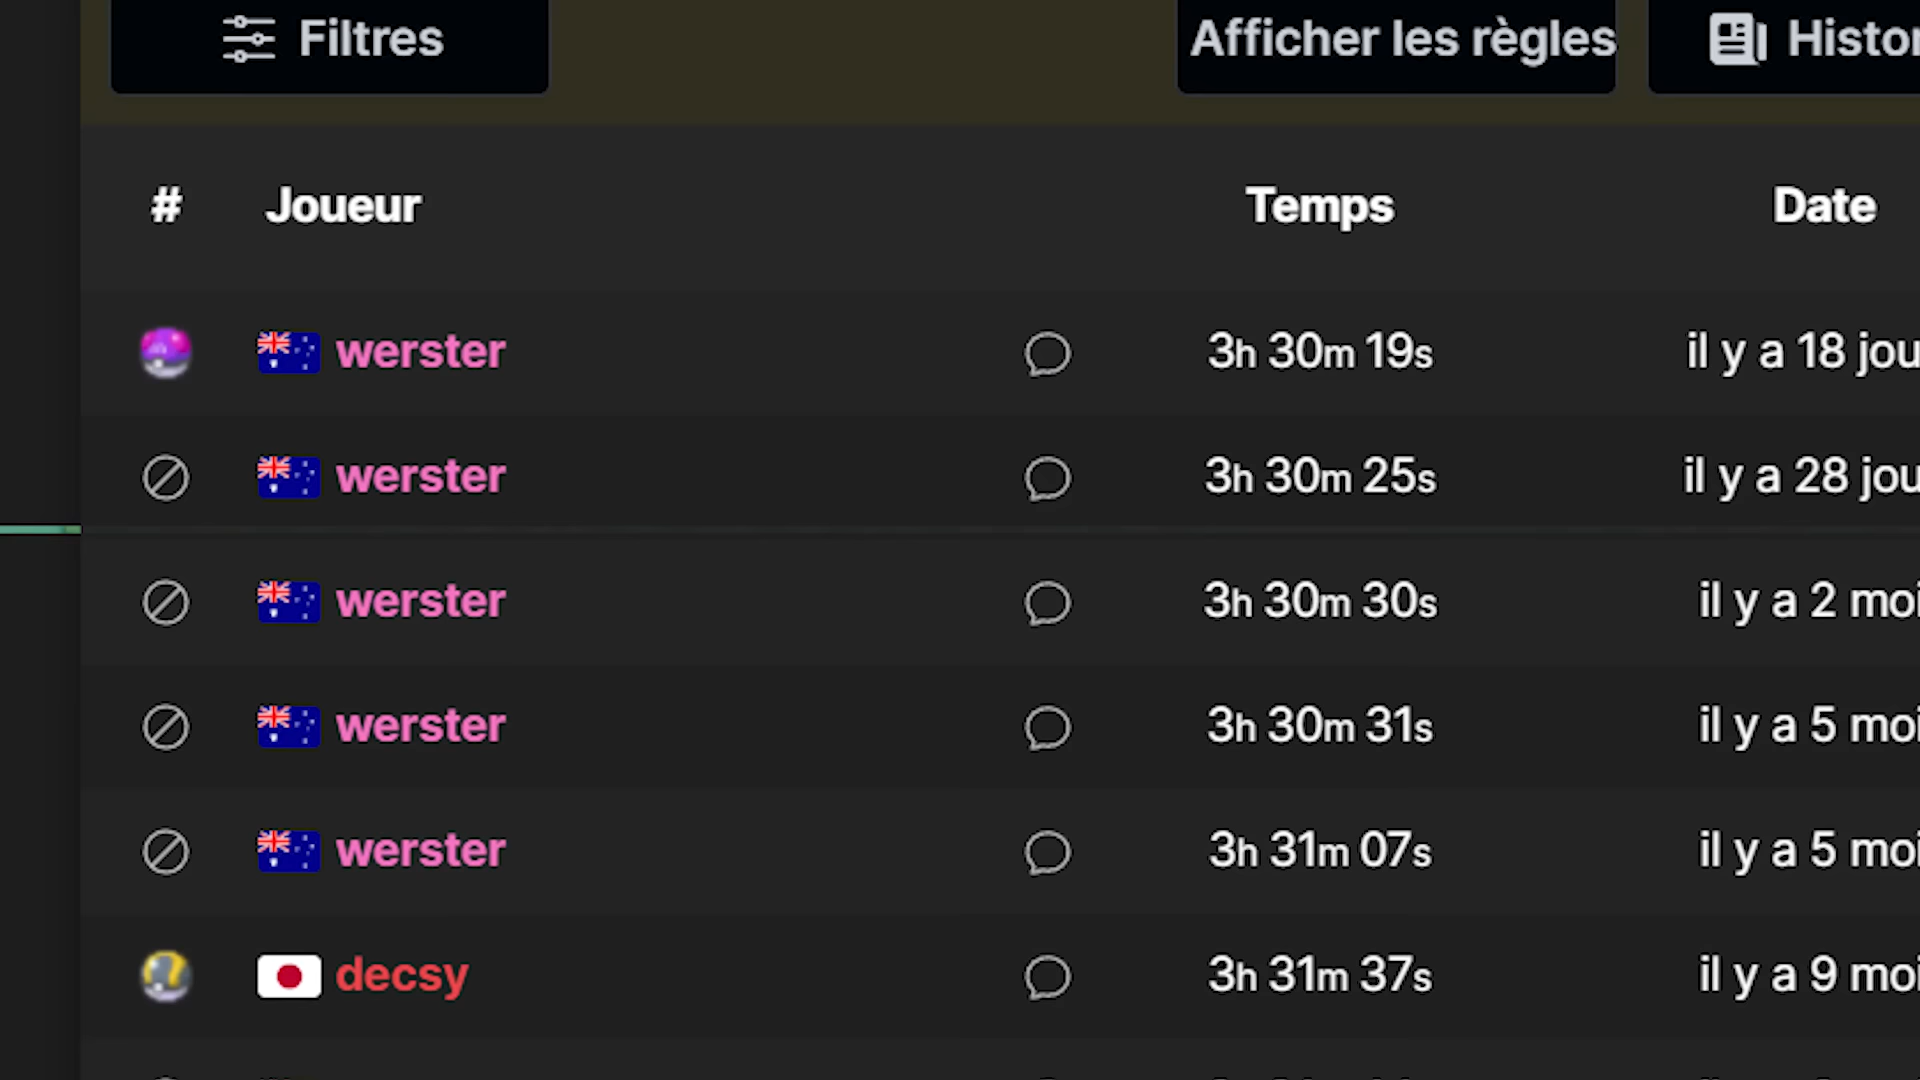 Filtres
Afficher les règles
Histor
# Joueur Temps Date
werster 3h 30m 19s il y a 18 jou
werster 3h 30m 25s il y a 28 jou
werster 3h 30m 30s il y a 2 moi
werster 3h 30m 31s il y a 5 moi
werster 3h 31m 07s il y a 5 moi
decsy 3h 31m 37s il y a 9 moi